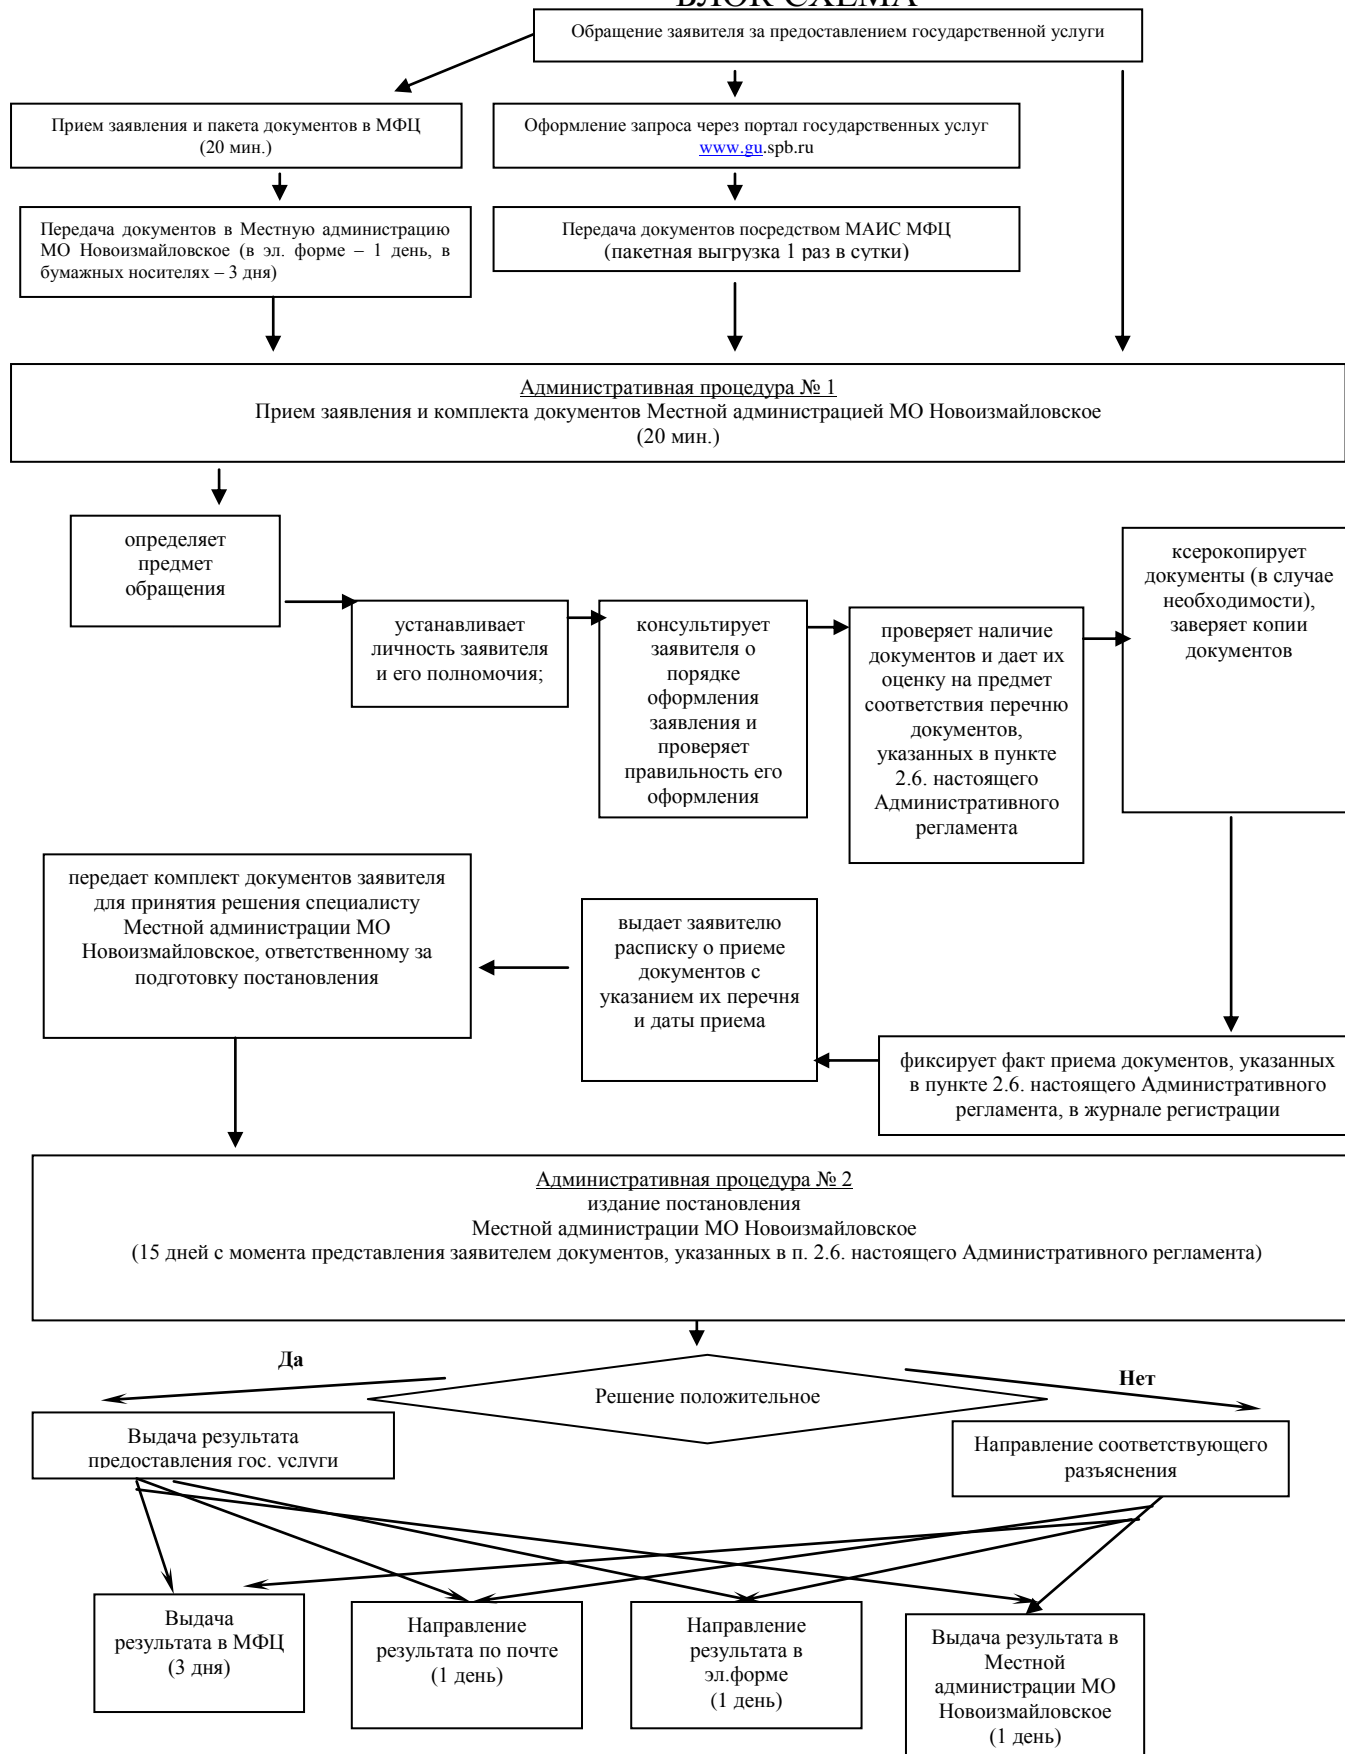 БЛОК-СХЕМА
Обращение заявителя за предоставлением государственной услуги
Прием заявления и пакета документов в МФЦ
(20 мин.)
Оформление запроса через портал государственных услуг
www.gu.spb.ru
Передача документов в Местную администрацию
МО Новоизмайловское (в эл. форме – 1 день, в
бумажных носителях – 3 дня)
Передача документов посредством МАИС МФЦ
(пакетная выгрузка 1 раз в сутки)
Административная процедура № 1
Прием заявления и комплекта документов Местной администрацией МО Новоизмайловское
(20 мин.)
определяет
предмет
обращения
устанавливает
личность заявителя
и его полномочия;
консультирует
заявителя о
порядке
оформления
заявления и
проверяет
правильность его
оформления
проверяет наличие
документов и дает их
оценку на предмет
соответствия перечню
документов,
указанных в пункте
2.6. настоящего
Административного
регламента
ксерокопирует
документы (в случае
необходимости),
заверяет копии
документов
передает комплект документов заявителя
для принятия решения специалисту
Местной администрации МО
Новоизмайловское, ответственному за
подготовку постановления
выдает заявителю
расписку о приеме
документов с
указанием их перечня
и даты приема
фиксирует факт приема документов, указанных
в пункте 2.6. настоящего Административного
регламента, в журнале регистрации
Административная процедура № 2
издание постановления
Местной администрации МО Новоизмайловское
(15 дней с момента представления заявителем документов, указанных в п. 2.6. настоящего Административного регламента)
Да
Решение положительное
Нет
Выдача результата
предоставления гос. услуги
Направление соответствующего
разъяснения
Выдача
результата в МФЦ
(3 дня)
Направление
результата по почте
(1 день)
Направление
результата в
эл.форме
(1 день)
Выдача результата в
Местной
администрации МО
Новоизмайловское
(1 день)